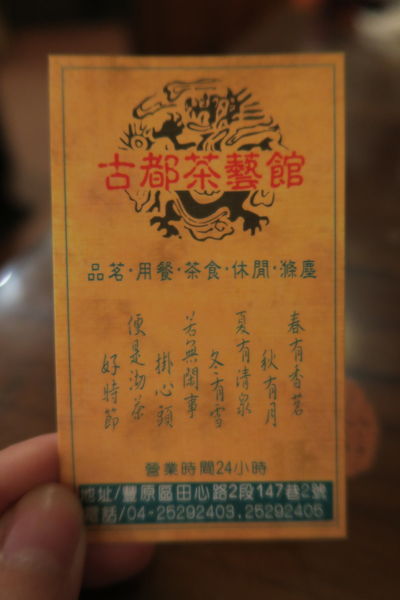 古都茶藝館
品茗·用餐·茶食·休閒·滌塵
春有香茗
秋有月
夏有清泉
冬有雪
若無閑事
掛心頭
便是沏茶
好時節
營業時間24小時
地址/豐原區田心路2段147巷2號
電話/04-25292403,25292405